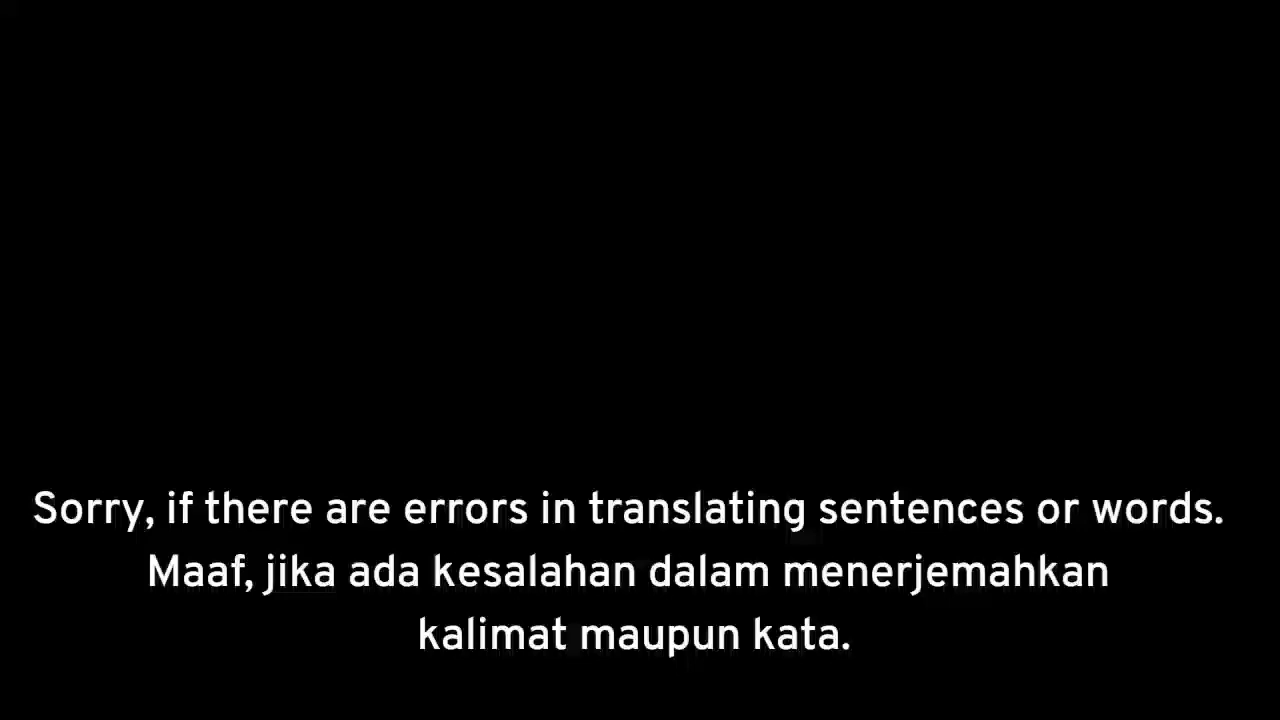 Sorry, if there are errors in translating sentences or words.
Maaf, jika ada kesalahan dalam menerjemahkan
kalimat maupun kata.